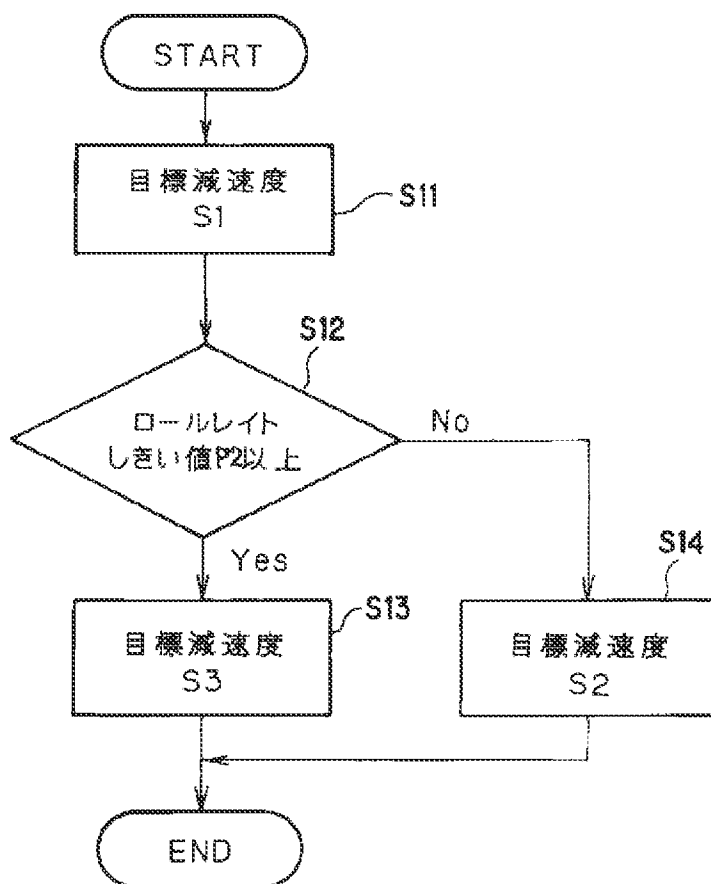 START
目標減速度
S1
S11
S12
ロールレイト
しきい値P2以上
No
Yes
S14
S13
目標減速度
S3
目標減速度
S2
END